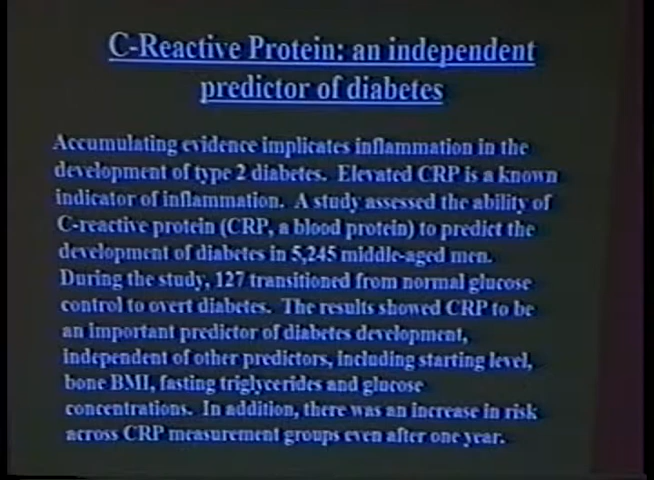 C-Reactive Protein: an independent
predictor of diabetes
Accumulating evidence implicates inflammation in the
development of type 2 diabetes. Elevated CRP is a known
indicator of inflammation. A study assessed the ability of
C-reactive protein (CRP, a blood protein) to predict the
development of diabetes in 5,245 middle-aged men.
During the study, 127 transitioned from normal glucose
control to overt diabetes. The results showed CRP to be
an important predictor of diabetes development,
independent of other predictors, including starting level,
bone BMI, fasting triglycerides and glucose
concentrations. In addition, there was an increase in risk
across CRP measurement groups even after one year.